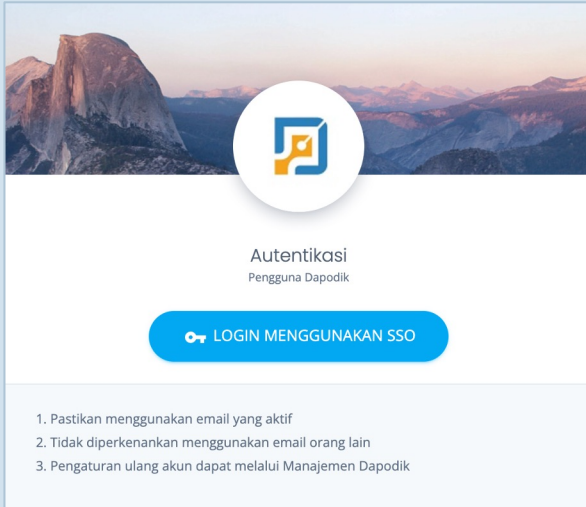 Autentikasi
Pengguna Dapodik
LOGIN MENGGUNAKAN SSO
1. Pastikan menggunakan email yang aktif
2. Tidak diperkenankan menggunakan email orang lain
3. Pengaturan ulang akun dapat melalui Manajemen Dapodik